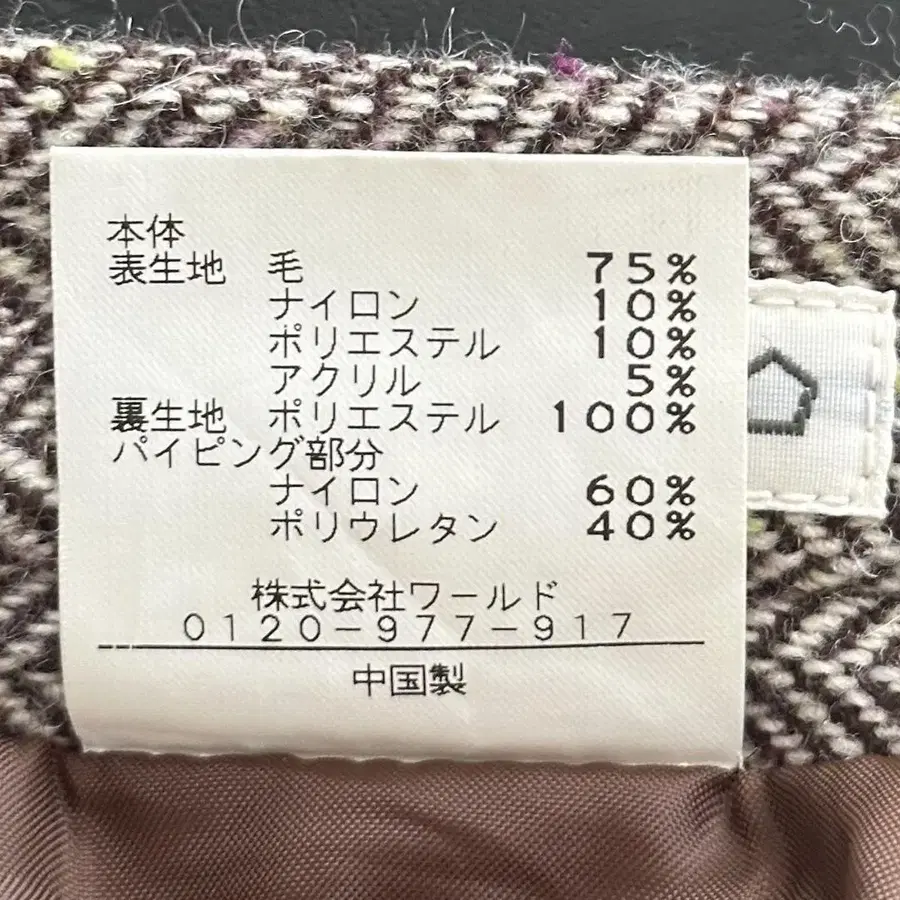 本体
表生地 毛 75%
ナイロン 10%
ポリエステル 10%
アクリル 5%
裏生地 ポリエステル 100%
パイピング部分
ナイロン 60%
ポリウレタン 40%
株式会社ワールド
0120-977-917
中国製